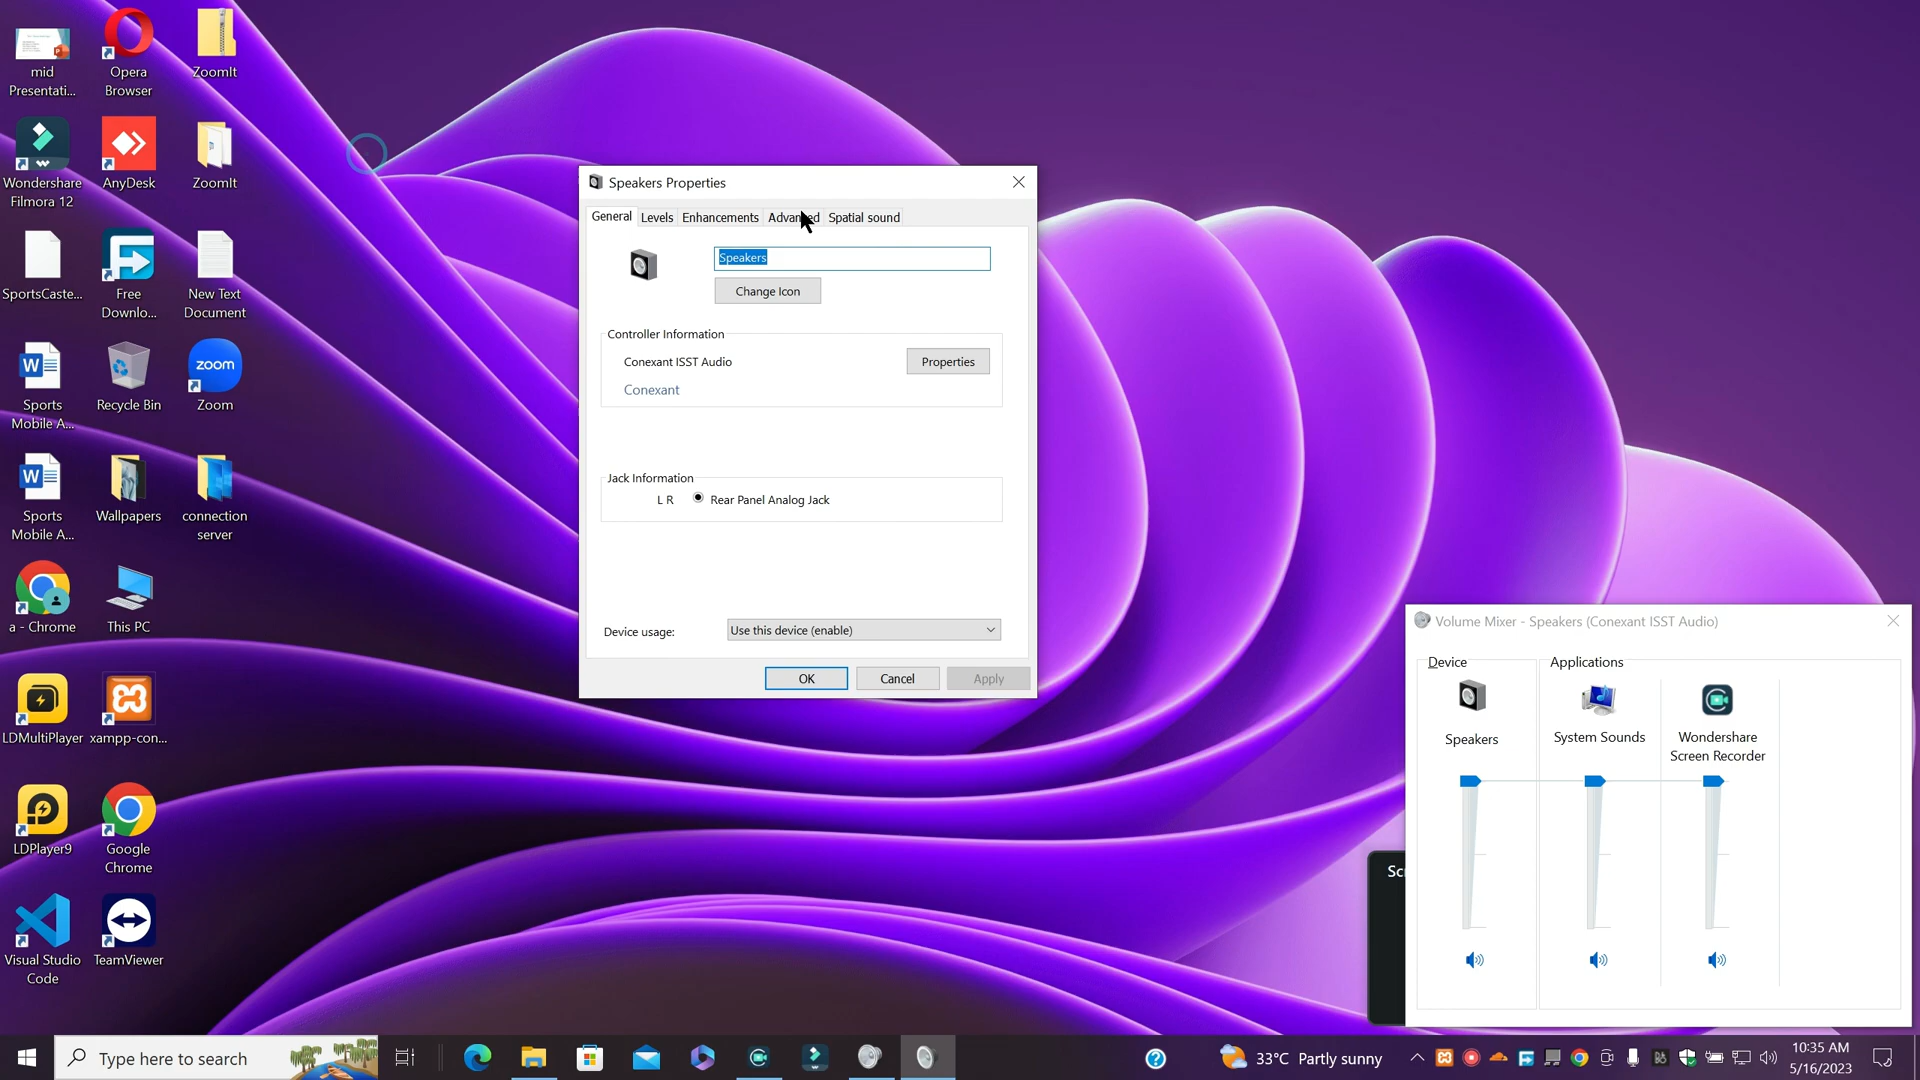 mid
Presentati...
Opera
Browser
ZoomIt
Wondershare
Filmora 12
AnyDesk
ZoomIt
SportsCaste...
Free
Downlo...
New Text
Document
Sports
Mobile A...
Recycle Bin
zoom
Zoom
Sports
Mobile A...
Wallpapers
connection
server
a - Chrome
This PC
LDMultiPlayer
xampp-con...
LDPlayer9
Google
Chrome
Visual Studio
Code
TeamViewer
Speakers Properties
General
Levels
Enhancements
Advanced
Spatial sound
Speakers
Change Icon
Controller Information
Conexant ISST Audio
Properties
Conexant
Jack Information
L R
Rear Panel Analog Jack
Device usage:
Use this device (enable)
OK
Cancel
Apply
Volume Mixer - Speakers (Conexant ISST Audio)
Device
Applications
Speakers
System Sounds
Wondershare
Screen Recorder
Type here to search
33°C Partly sunny
10:35 AM
5/16/2023